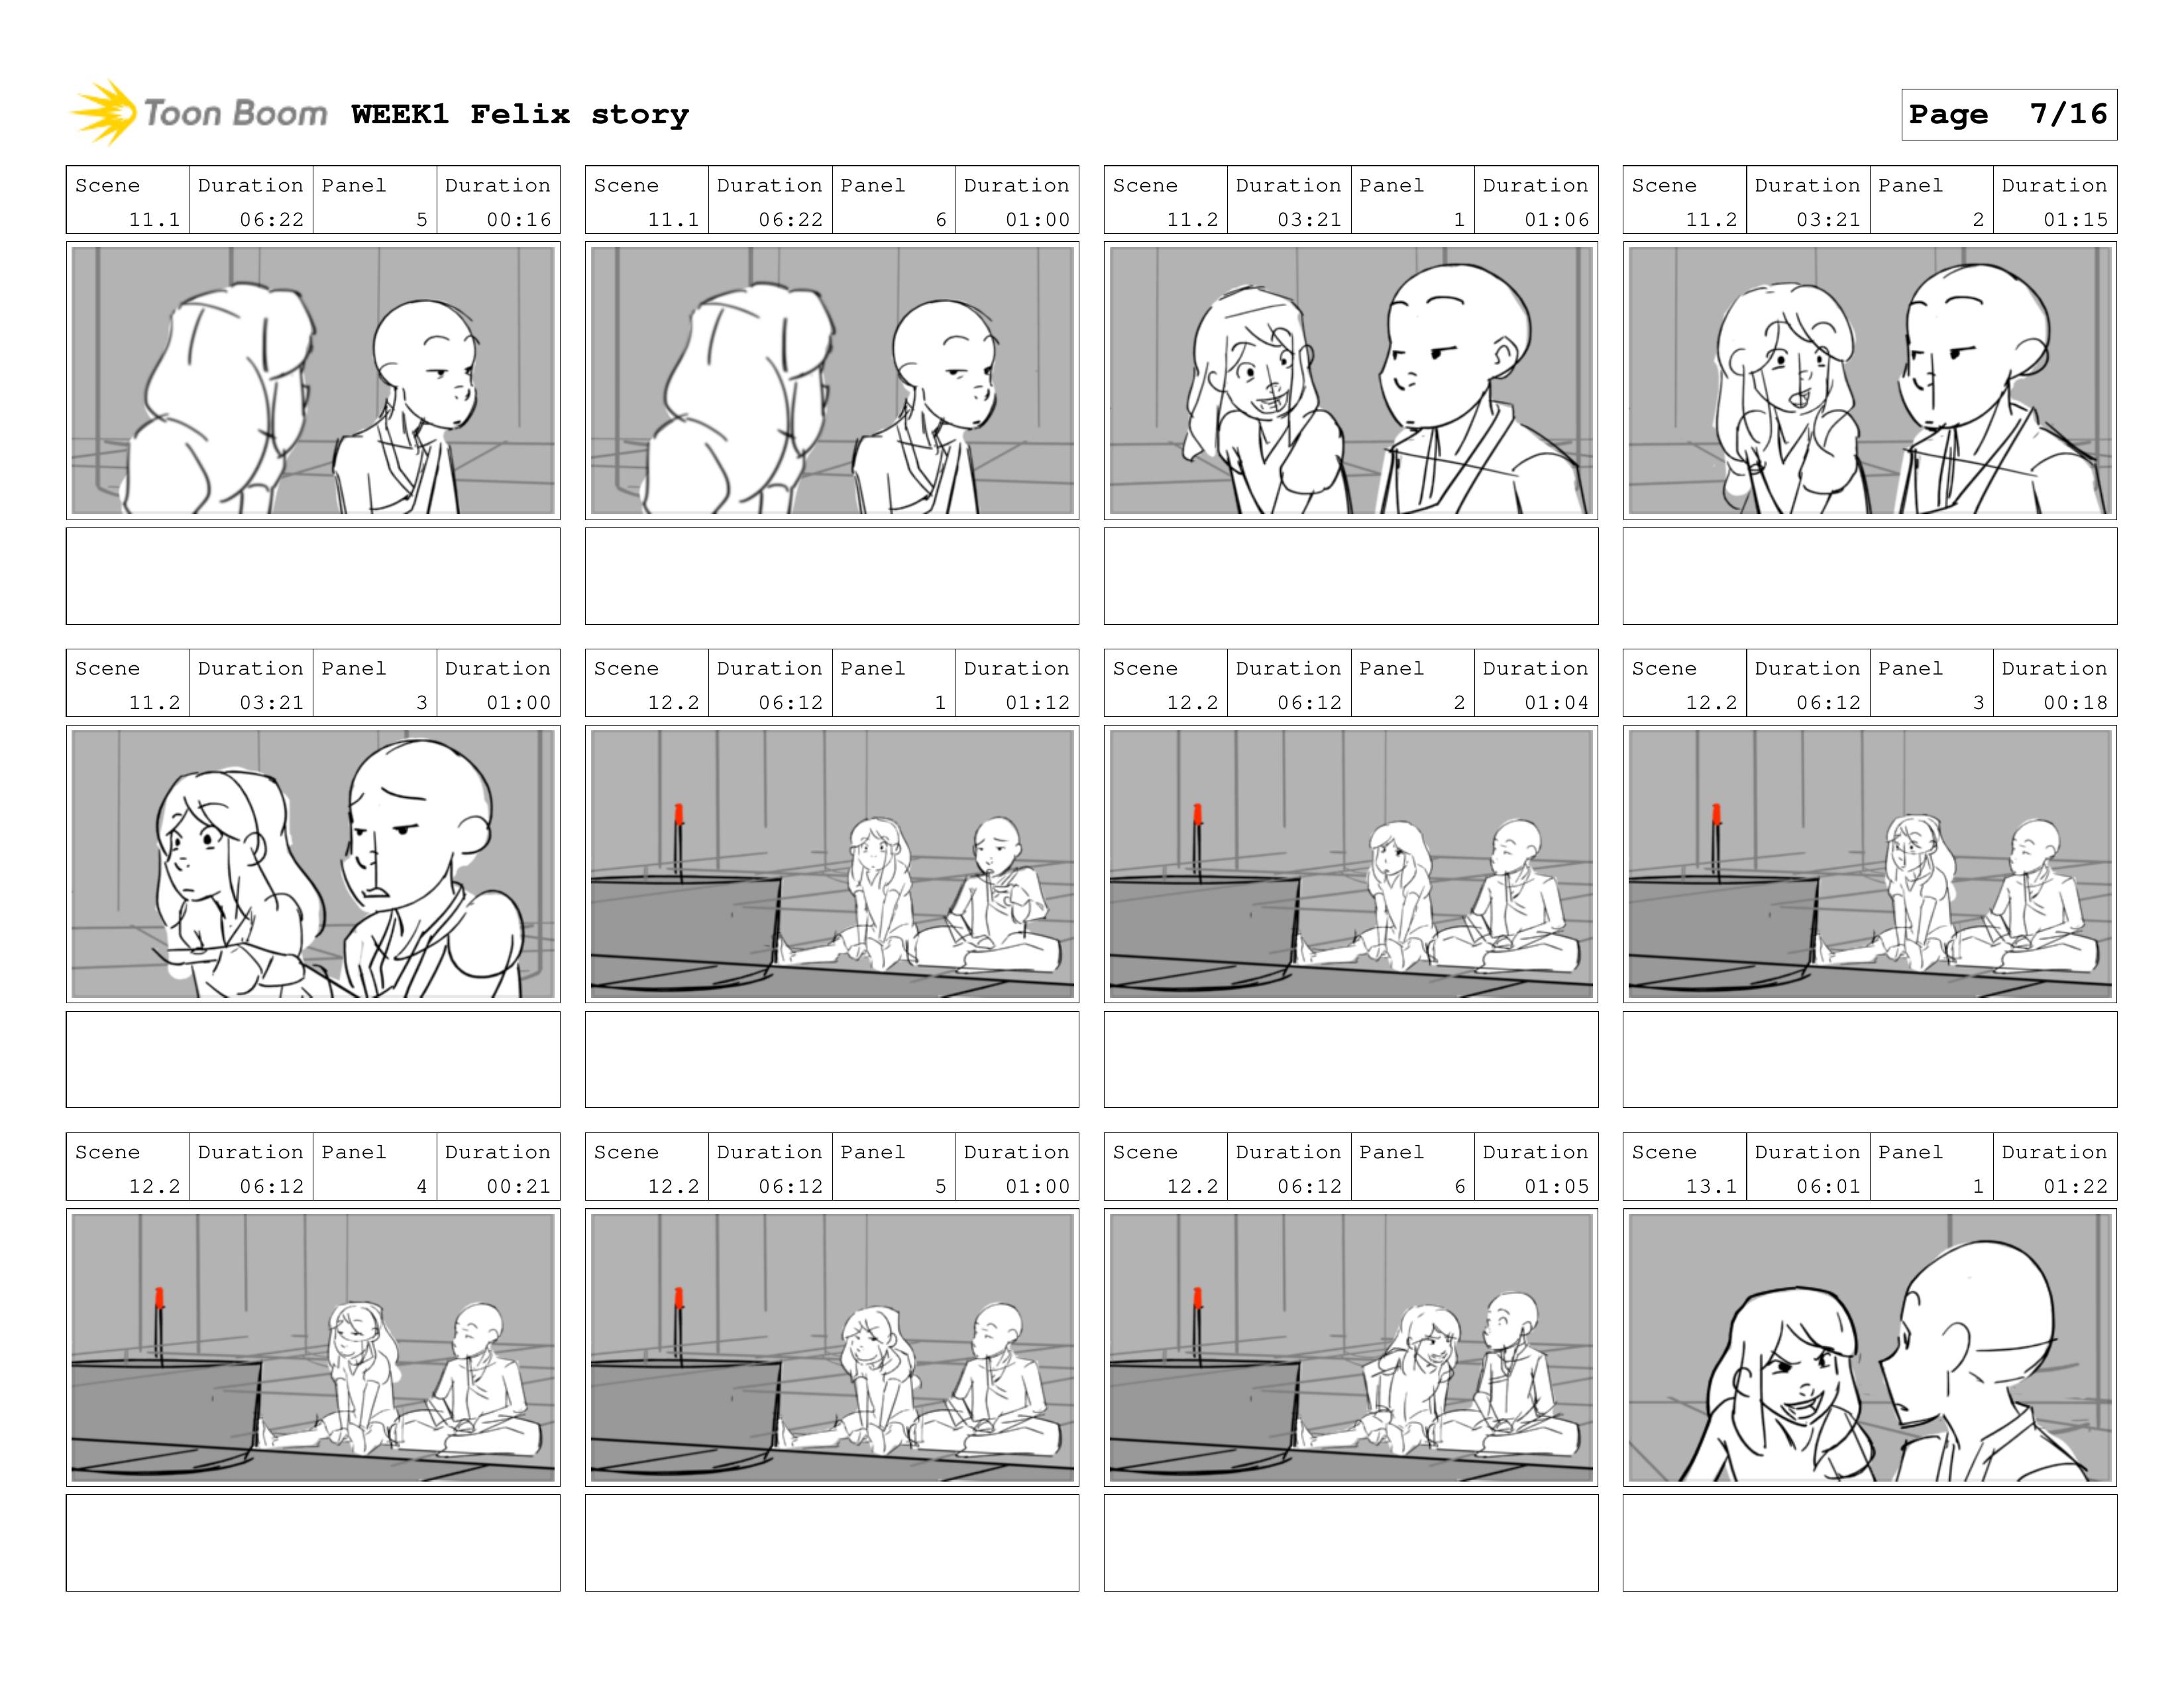 Toon Boom WEEK1 Felix story
Page 7/16
Scene Duration Panel Duration
11.1 06:22 5 00:16
Scene Duration Panel Duration
11.1 06:22 6 01:00
Scene Duration Panel Duration
11.2 03:21 1 01:06
Scene Duration Panel Duration
11.2 03:21 2 01:15
Scene Duration Panel Duration
11.2 03:21 3 01:00
Scene Duration Panel Duration
12.2 06:12 1 01:12
Scene Duration Panel Duration
12.2 06:12 2 01:04
Scene Duration Panel Duration
12.2 06:12 3 00:18
Scene Duration Panel Duration
12.2 06:12 4 00:21
Scene Duration Panel Duration
12.2 06:12 5 01:00
Scene Duration Panel Duration
12.2 06:12 6 01:05
Scene Duration Panel Duration
13.1 06:01 1 01:22